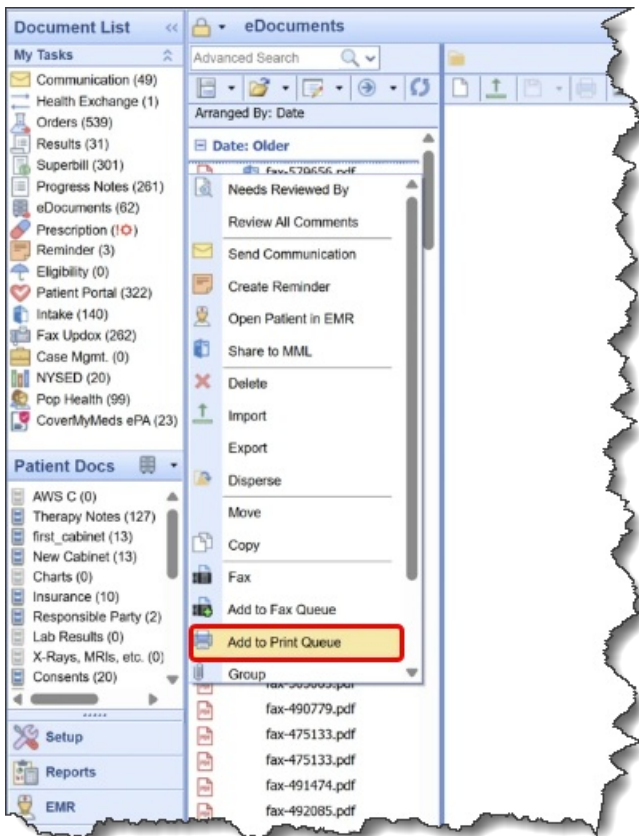 Document List
My Tasks
Communication (49)
Health Exchange (1)
Orders (539)
Results (31)
Superbill (301)
Progress Notes (261)
eDocuments (62)
Prescription (!✪)
Reminder (3)
Eligibility (0)
Patient Portal (322)
Intake (140)
Fax Updox (262)
Case Mgmt. (0)
NYSED (20)
Pop Health (99)
CoverMyMeds ePA (23)
Patient Docs
AWS C (0)
Therapy Notes (127)
first_cabinet (13)
New Cabinet (13)
Charts (0)
Insurance (10)
Responsible Party (2)
Lab Results (0)
X-Rays, MRIs, etc. (0)
Consents (20)
Setup
Reports
EMR
eDocuments
Advanced Search
Arranged By: Date
Date: Older
fax-579656.pdf
Needs Reviewed By
Review All Comments
Send Communication
Create Reminder
Open Patient in EMR
Share to MML
Delete
Import
Export
Disperse
Move
Copy
Fax
Add to Fax Queue
Add to Print Queue
Group
fax-490779.pdf
fax-475133.pdf
fax-475133.pdf
fax-491474.pdf
fax-492085.pdf